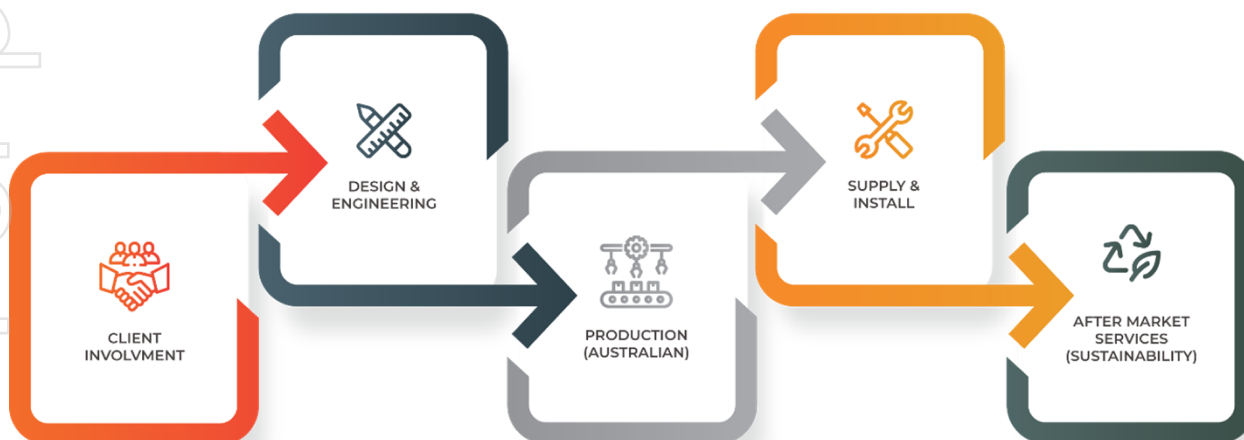 CLIENT
INVOLVMENT
DESIGN &
ENGINEERING
PRODUCTION
(AUSTRALIAN)
SUPPLY &
INSTALL
AFTER MARKET
SERVICES
(SUSTAINABILITY)